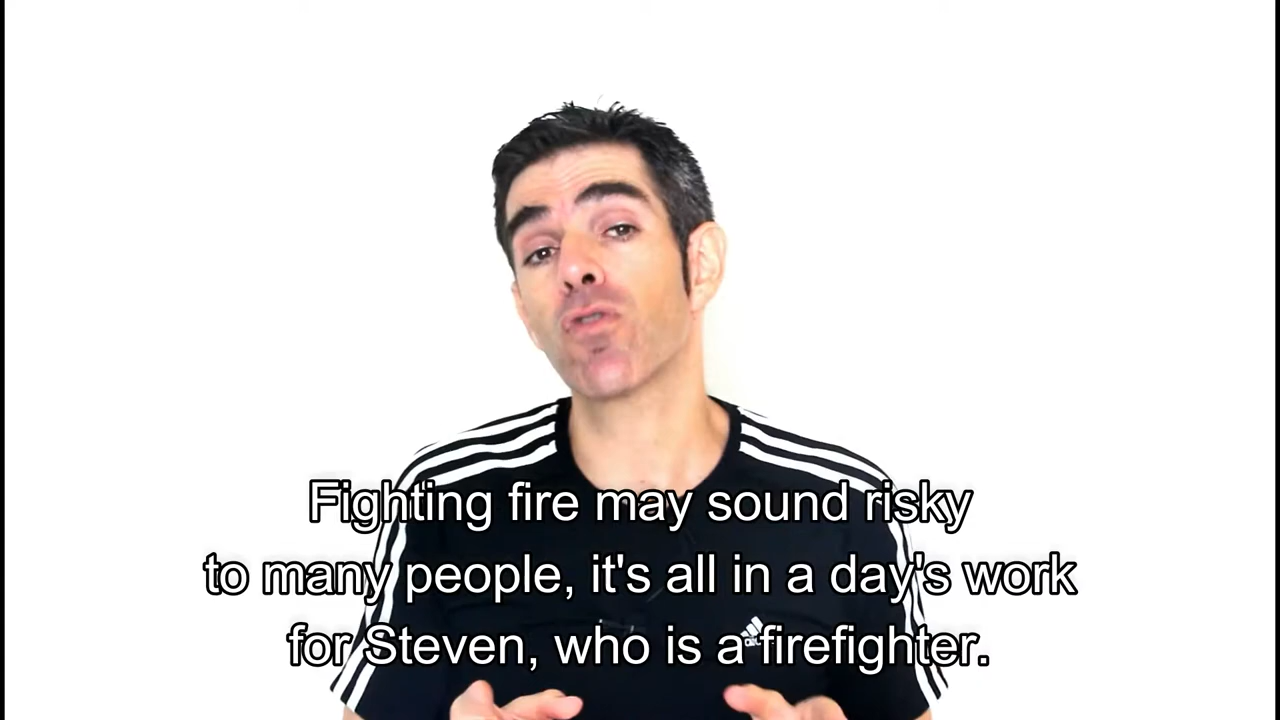 Fighting fire may sound risky
to many people, it's all in a day's work
for Steven, who is a firefighter.